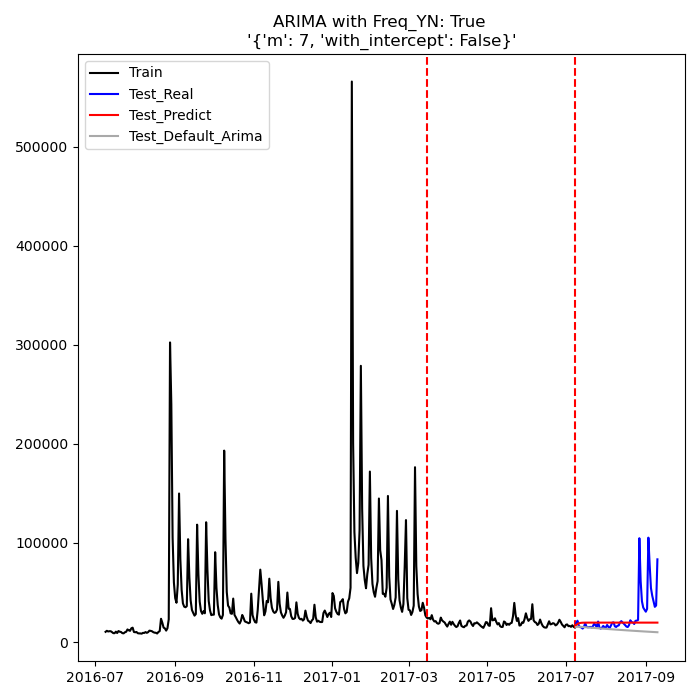 ARIMA with Freq_YN: True
'{'m': 7, 'with_intercept': False}'
Train
Test_Real
Test_Predict
Test_Default_Arima
500000
400000
300000
200000
100000
0
2016-07 2016-09 2016-11 2017-01 2017-03 2017-05 2017-07 2017-09